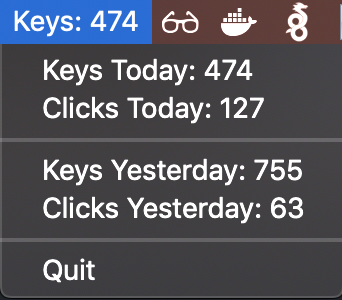 Keys: 474
Keys Today: 474
Clicks Today: 127
Keys Yesterday: 755
Clicks Yesterday: 63
Quit